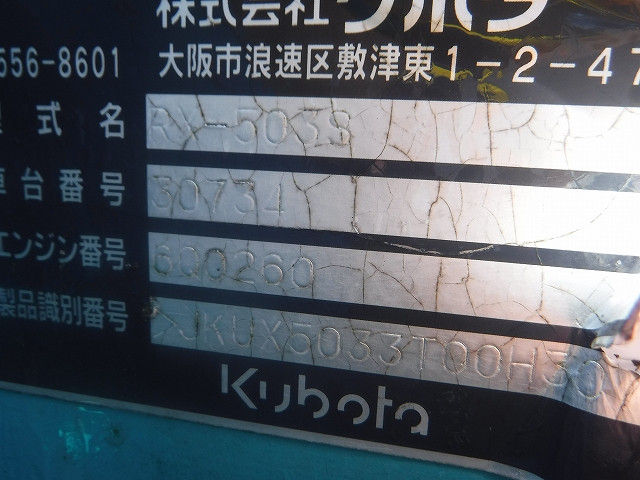 株式会社クボタ
556-8601 大阪市浪速区敷津東1-2-47
型式名 RX-503S
車台番号 30734
エンジン番号 600260
製品識別番号 JKUX5033T00H30
Kubota